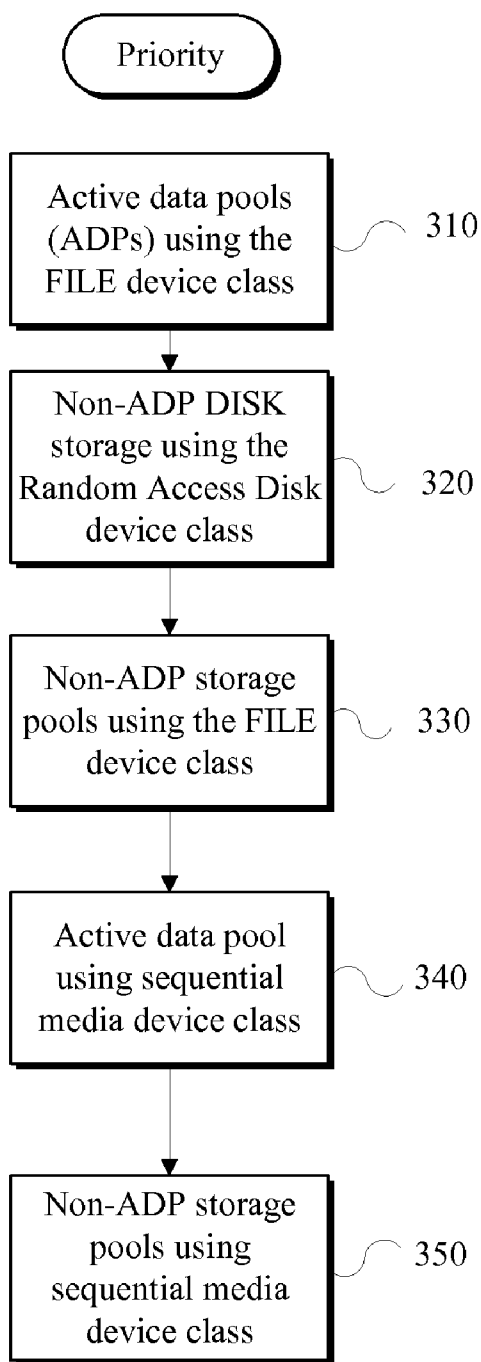 Priority
Active data pools
(ADPs) using the
FILE device class
310
Non-ADP DISK
storage using the
Random Access Disk
device class
320
Non-ADP storage
pools using the FILE
device class
330
Active data pool
using sequential
media device class
340
Non-ADP storage
pools using
sequential media
device class
350